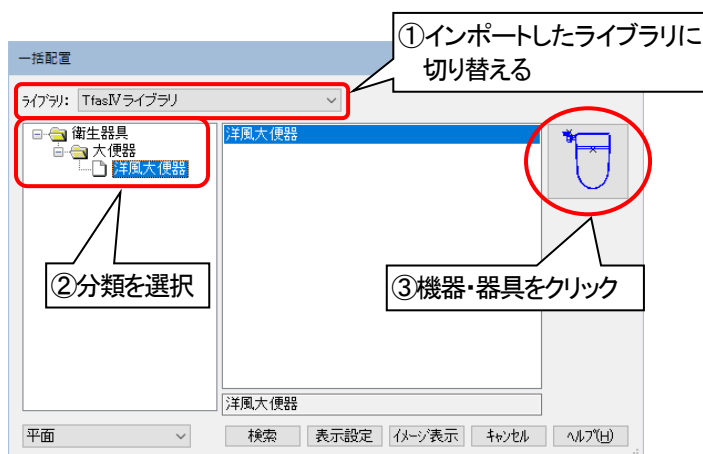 ①インポートしたライブラリに
切り替える
一括配置
ライブラリ: TfasⅣライブラリ
衛生器具
大便器
洋風大便器
洋風大便器
②分類を選択
③機器・器具をクリック
洋風大便器
平面
検索 表示設定 イメージ表示 キャンセル ヘルプ(H)